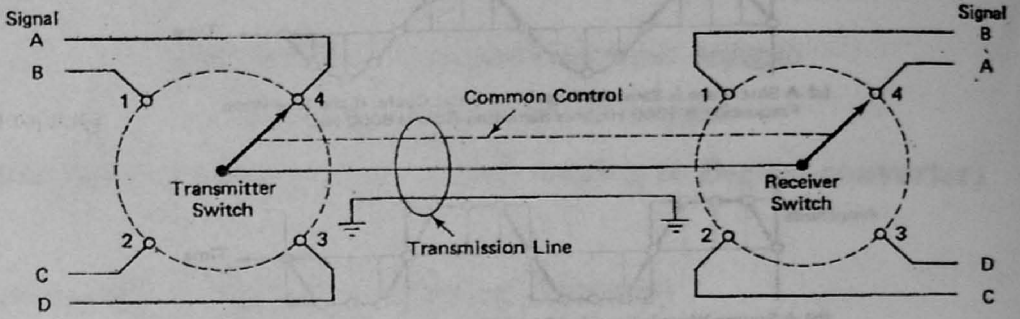 Signal
A
B
1
4
Transmitter
Switch
2
3
C
D
Common Control
Transmission Line
Signal
B
A
1
4
Receiver
Switch
2
3
D
C